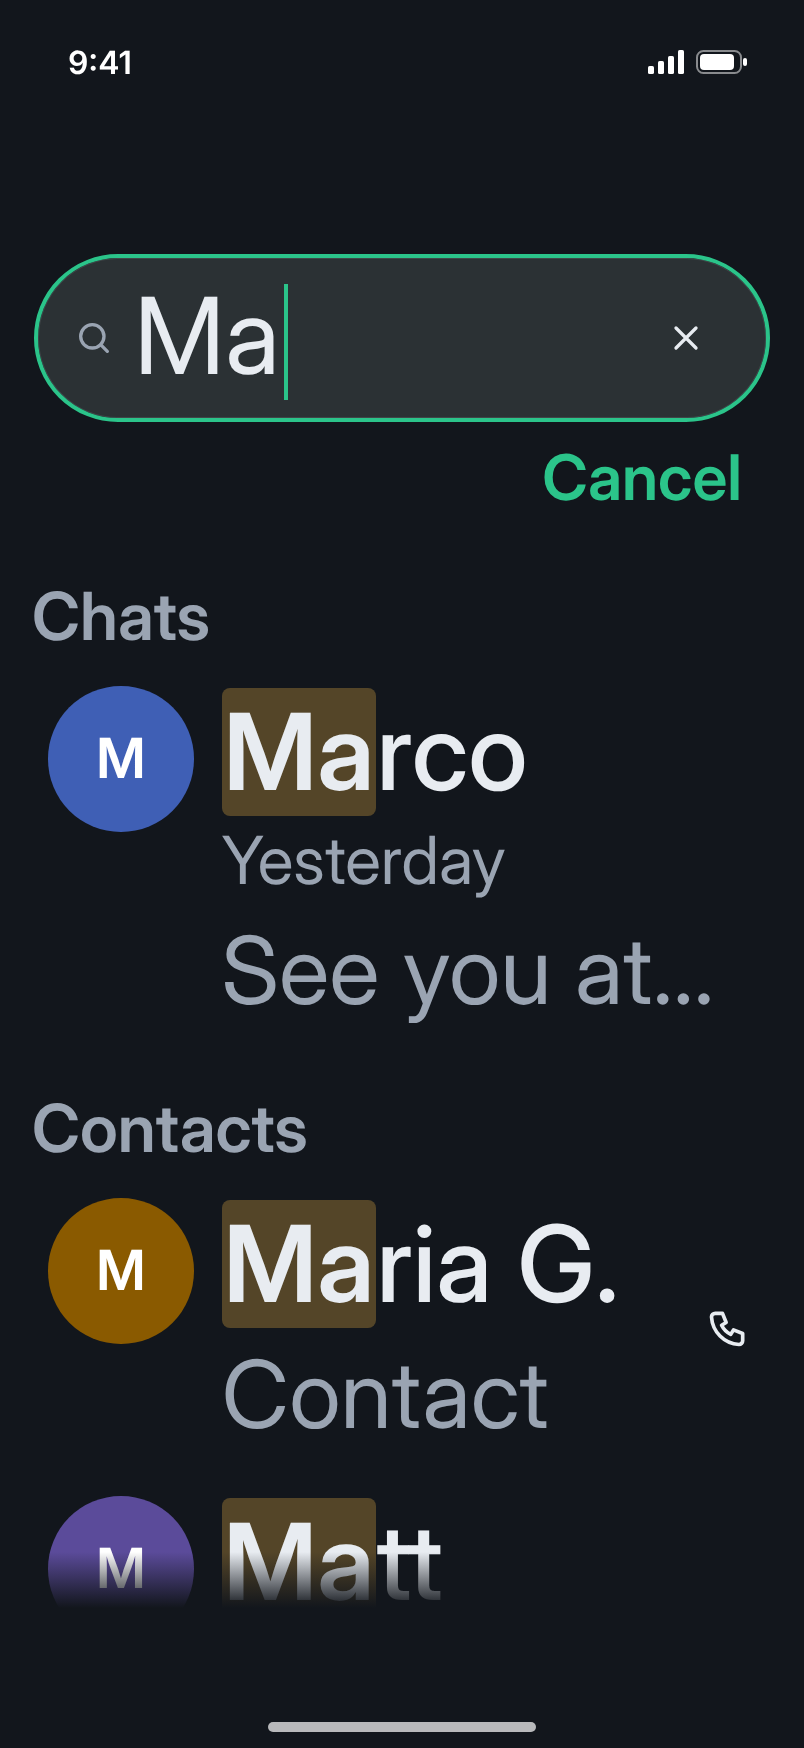 9:41
Ma
Cancel
Chats
M
Marco
Yesterday
See you at...
Contacts
M
Maria G.
Contact
M
Matt